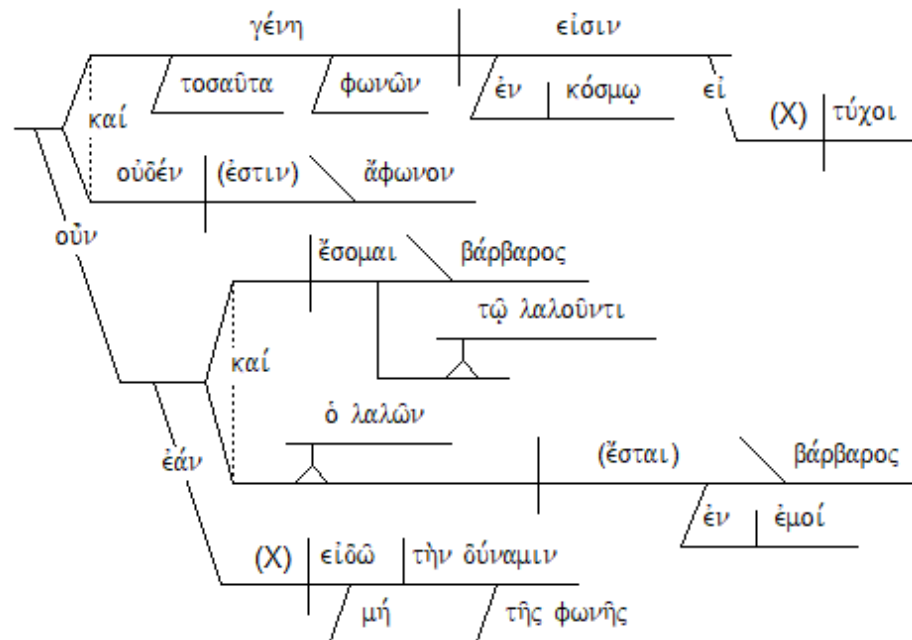 γένη εἰσιν
τοσαῦτα φωνῶν ἐν κόσμῳ εἰ (X) τύχοι
καί
οὐδέν (ἐστιν) ἄφωνον
οὖν
ἔσομαι βάρβαρος
τῷ λαλοῦντι
καί
ὁ λαλῶν
ἐάν (ἔσται) βάρβαρος
ἐν ἐμοί
(X) εἰδῶ τὴν δύναμιν
μή τῆς φωνῆς